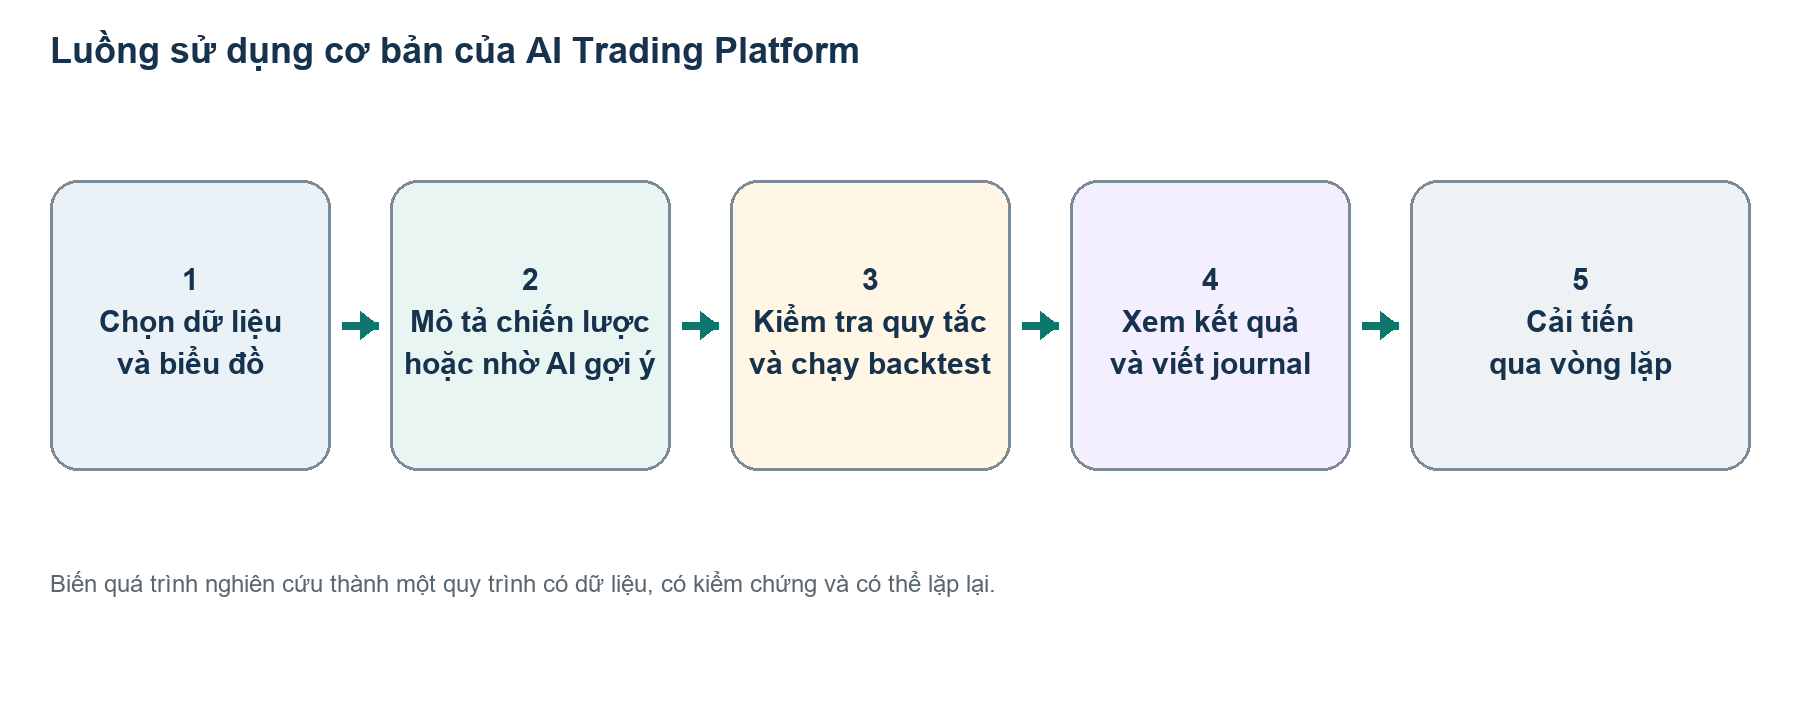 Luồng sử dụng cơ bản của AI Trading Platform
1
Chọn dữ liệu
và biểu đồ
2
Mô tả chiến lược
hoặc nhờ AI gợi ý
3
Kiểm tra quy tắc
và chạy backtest
4
Xem kết quả
và viết journal
5
Cải tiến
qua vòng lặp
Biến quá trình nghiên cứu thành một quy trình có dữ liệu, có kiểm chứng và có thể lặp lại.